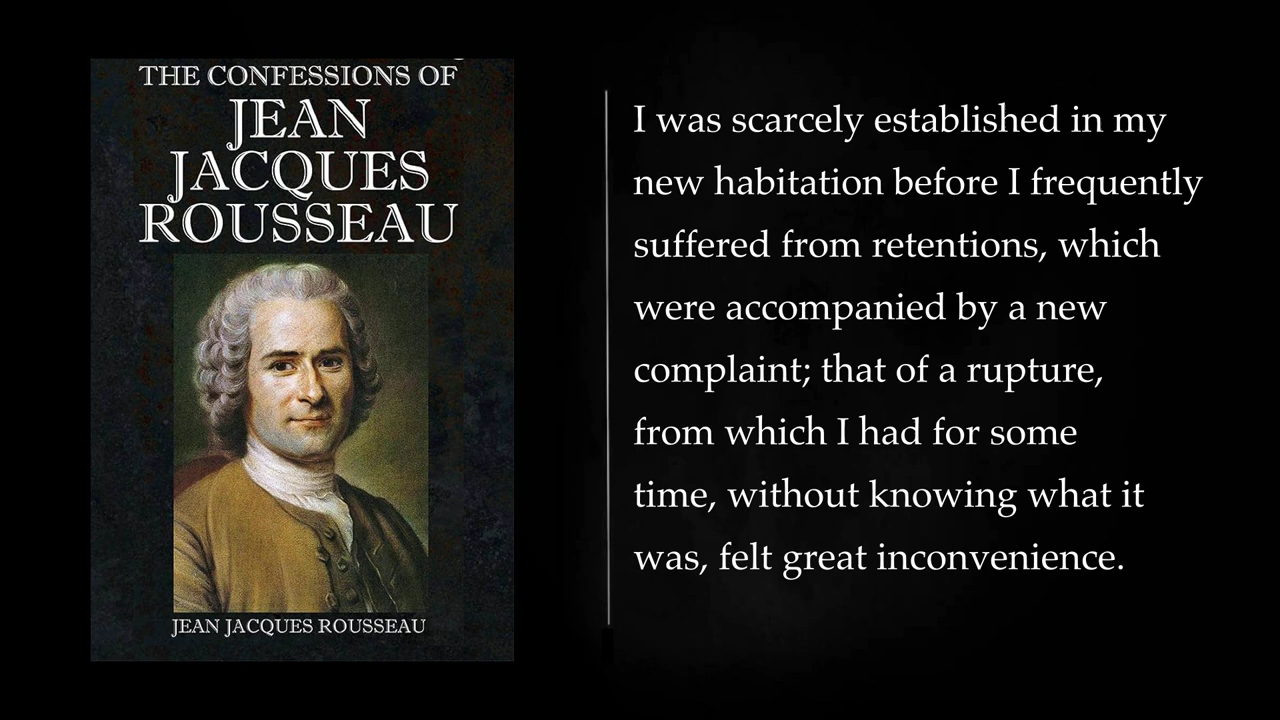 THE CONFESSIONS OF
JEAN
JACQUES
ROUSSEAU
JEAN JACQUES ROUSSEAU
I was scarcely established in my
new habitation before I frequently
suffered from retentions, which
were accompanied by a new
complaint; that of a rupture,
from which I had for some
time, without knowing what it
was, felt great inconvenience.